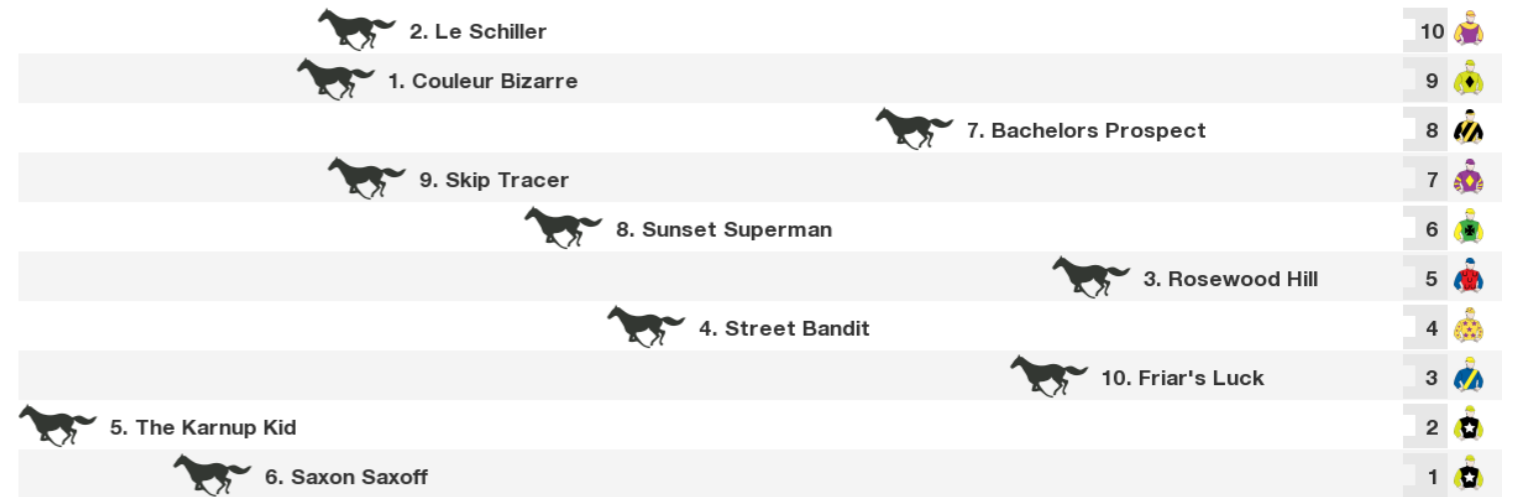 2. Le Schiller 10
1. Couleur Bizarre 9
7. Bachelors Prospect 8
9. Skip Tracer 7
8. Sunset Superman 6
3. Rosewood Hill 5
4. Street Bandit 4
10. Friar's Luck 3
5. The Karnup Kid 2
6. Saxon Saxoff 1